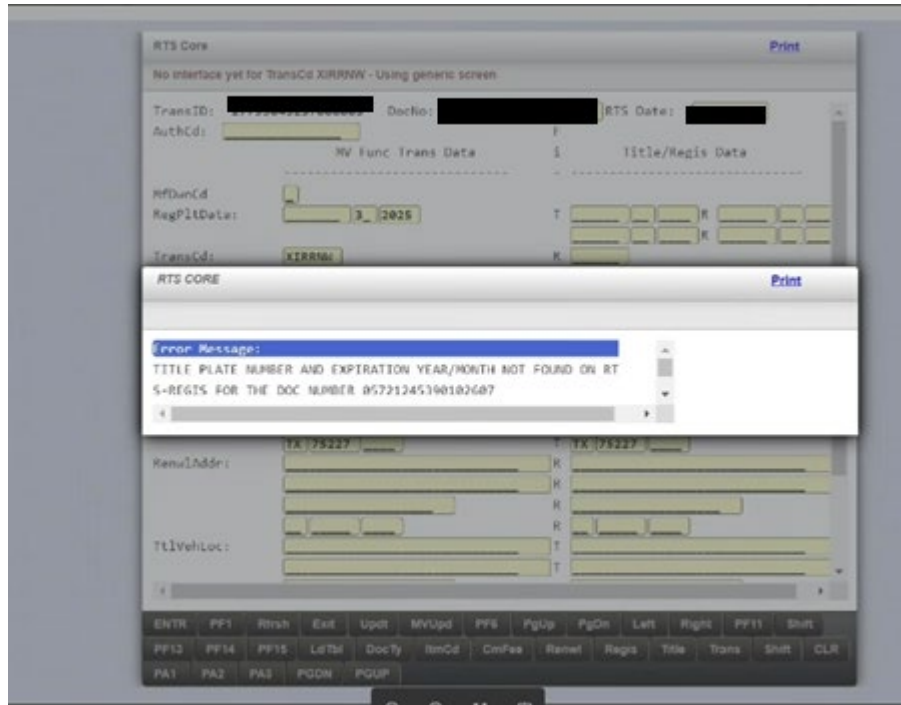 RTS Core Print
No interface yet for TransCd XIRRNW - Using generic screen
TransID: DocNo: RTS Date:
AuthCd: F
MV Func Trans Data i Title/Regis Data
MfDwnCd
RegPltData: 3_ 2025 T R
R
TransCd: XIRRNW R
RTS CORE Print
Error Message:
TITLE PLATE NUMBER AND EXPIRATION YEAR/MONTH NOT FOUND ON RT
S-REGIS FOR THE DOC NUMBER 05721245390102607
TX 75227 T TX 75227
RenwlAddr: R
R
R
R
TtlVehLoc: T
T
ENTR PF1 Rfrsh Exit Updt MVUpd PF6 PgUp PgDn Left Right PF11 Shift
PF13 PF14 PF15 LdTbl DocTy ItmCd CmFee Renwl Regis Title Trans Shift CLR
PA1 PA2 PA3 PGDN PGUP